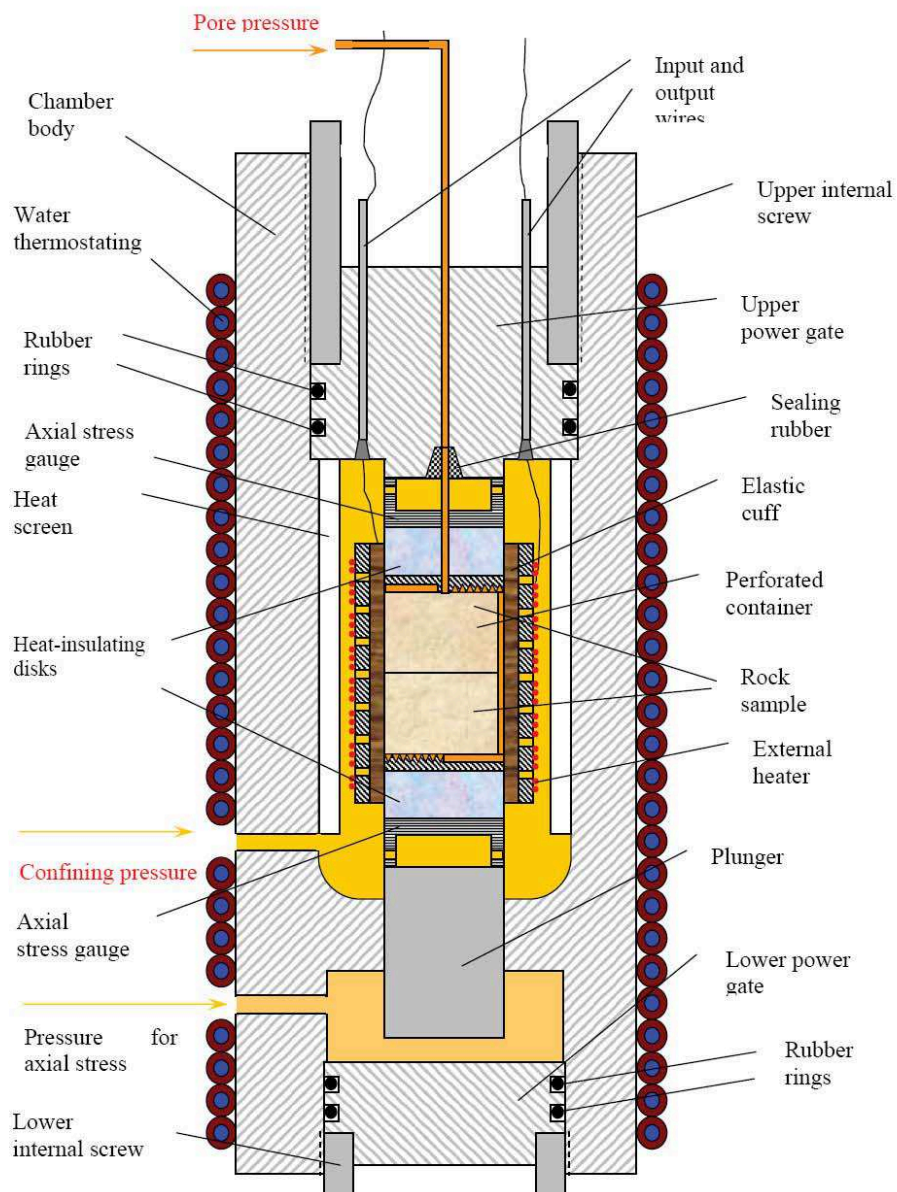 Pore pressure
Input and
output
wires
Chamber
body
Upper internal
screw
Water
thermostating
Upper
power gate
Rubber
rings
Sealing
rubber
Axial stress
gauge
Elastic
cuff
Heat
screen
Perforated
container
Heat-insulating
disks
Rock
sample
External
heater
Confining pressure
Plunger
Axial
stress gauge
Lower power
gate
Pressure for
axial stress
Rubber
rings
Lower
internal screw